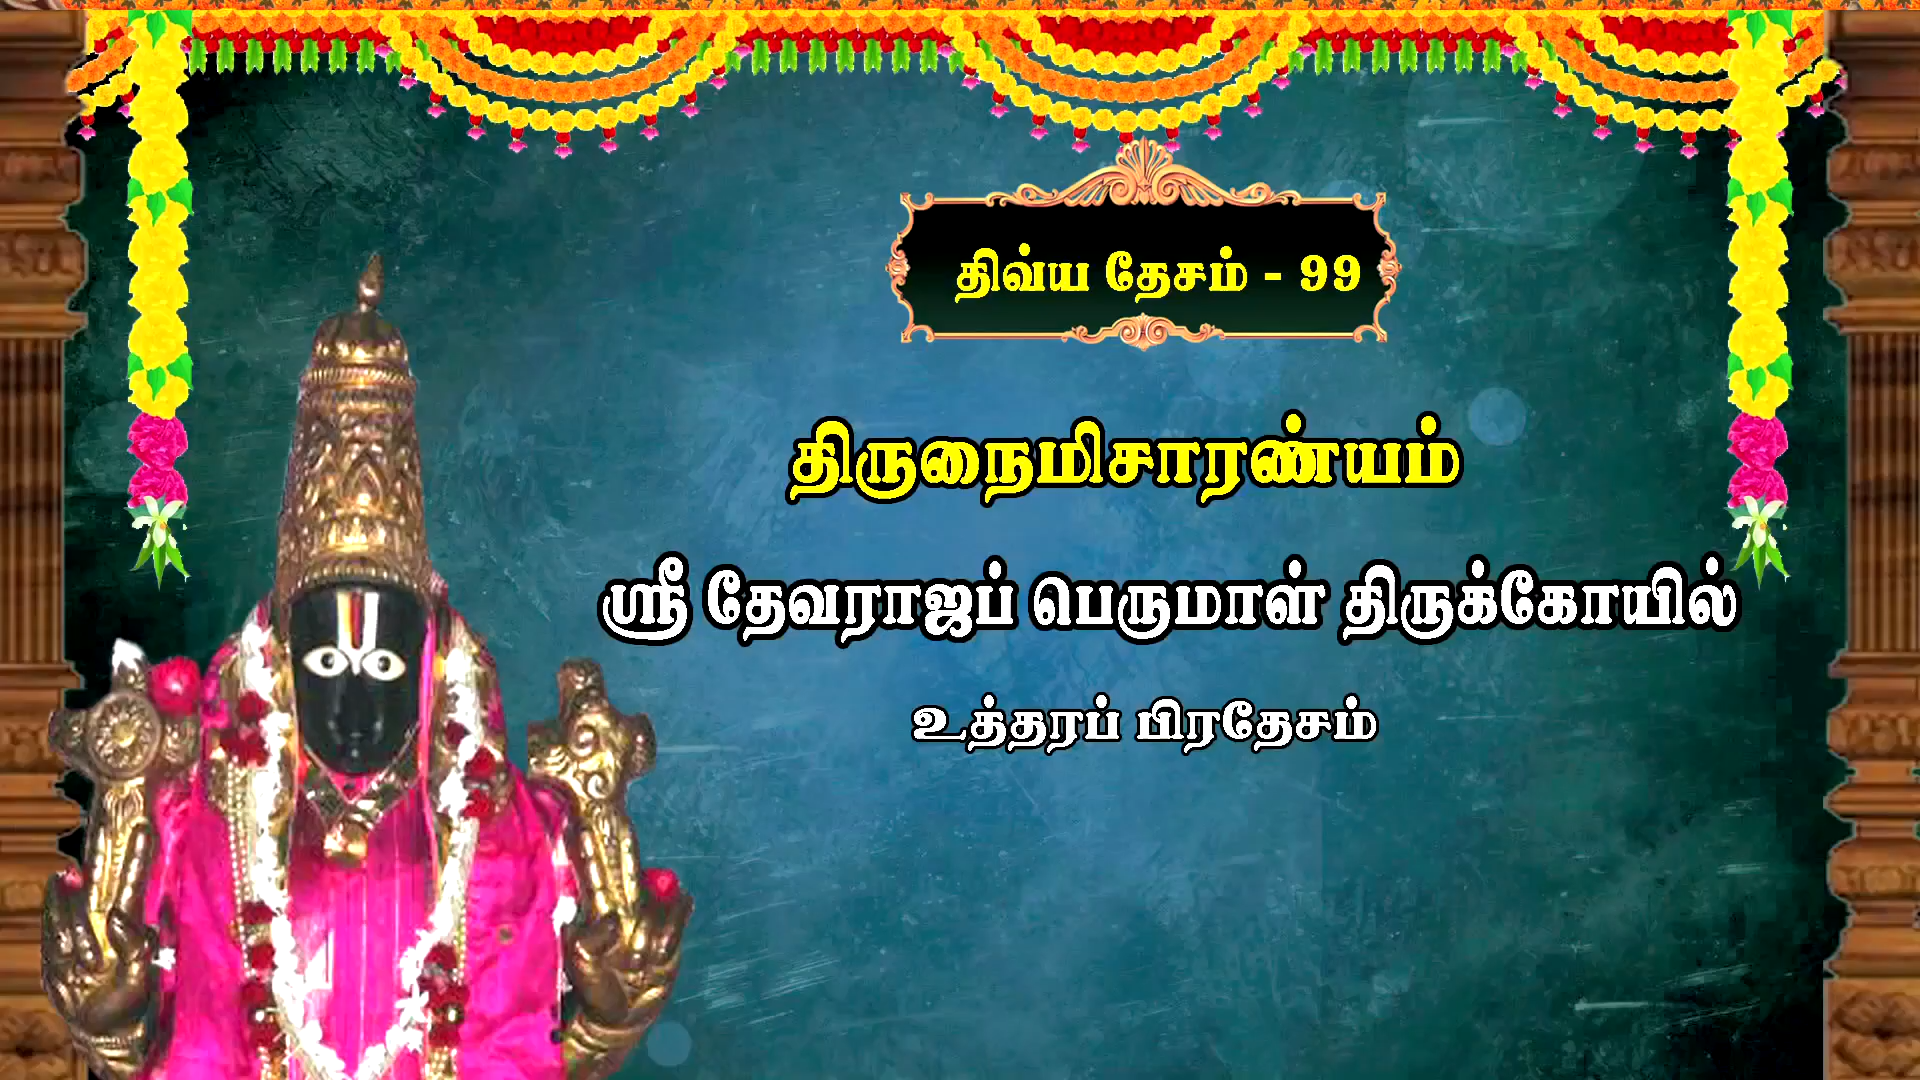 திவ்ய தேசம் - 99
திருநைமிசாரண்யம்
ஸ்ரீ தேவராஜப் பெருமாள் திருக்கோயில்
உத்தரப் பிரதேசம்